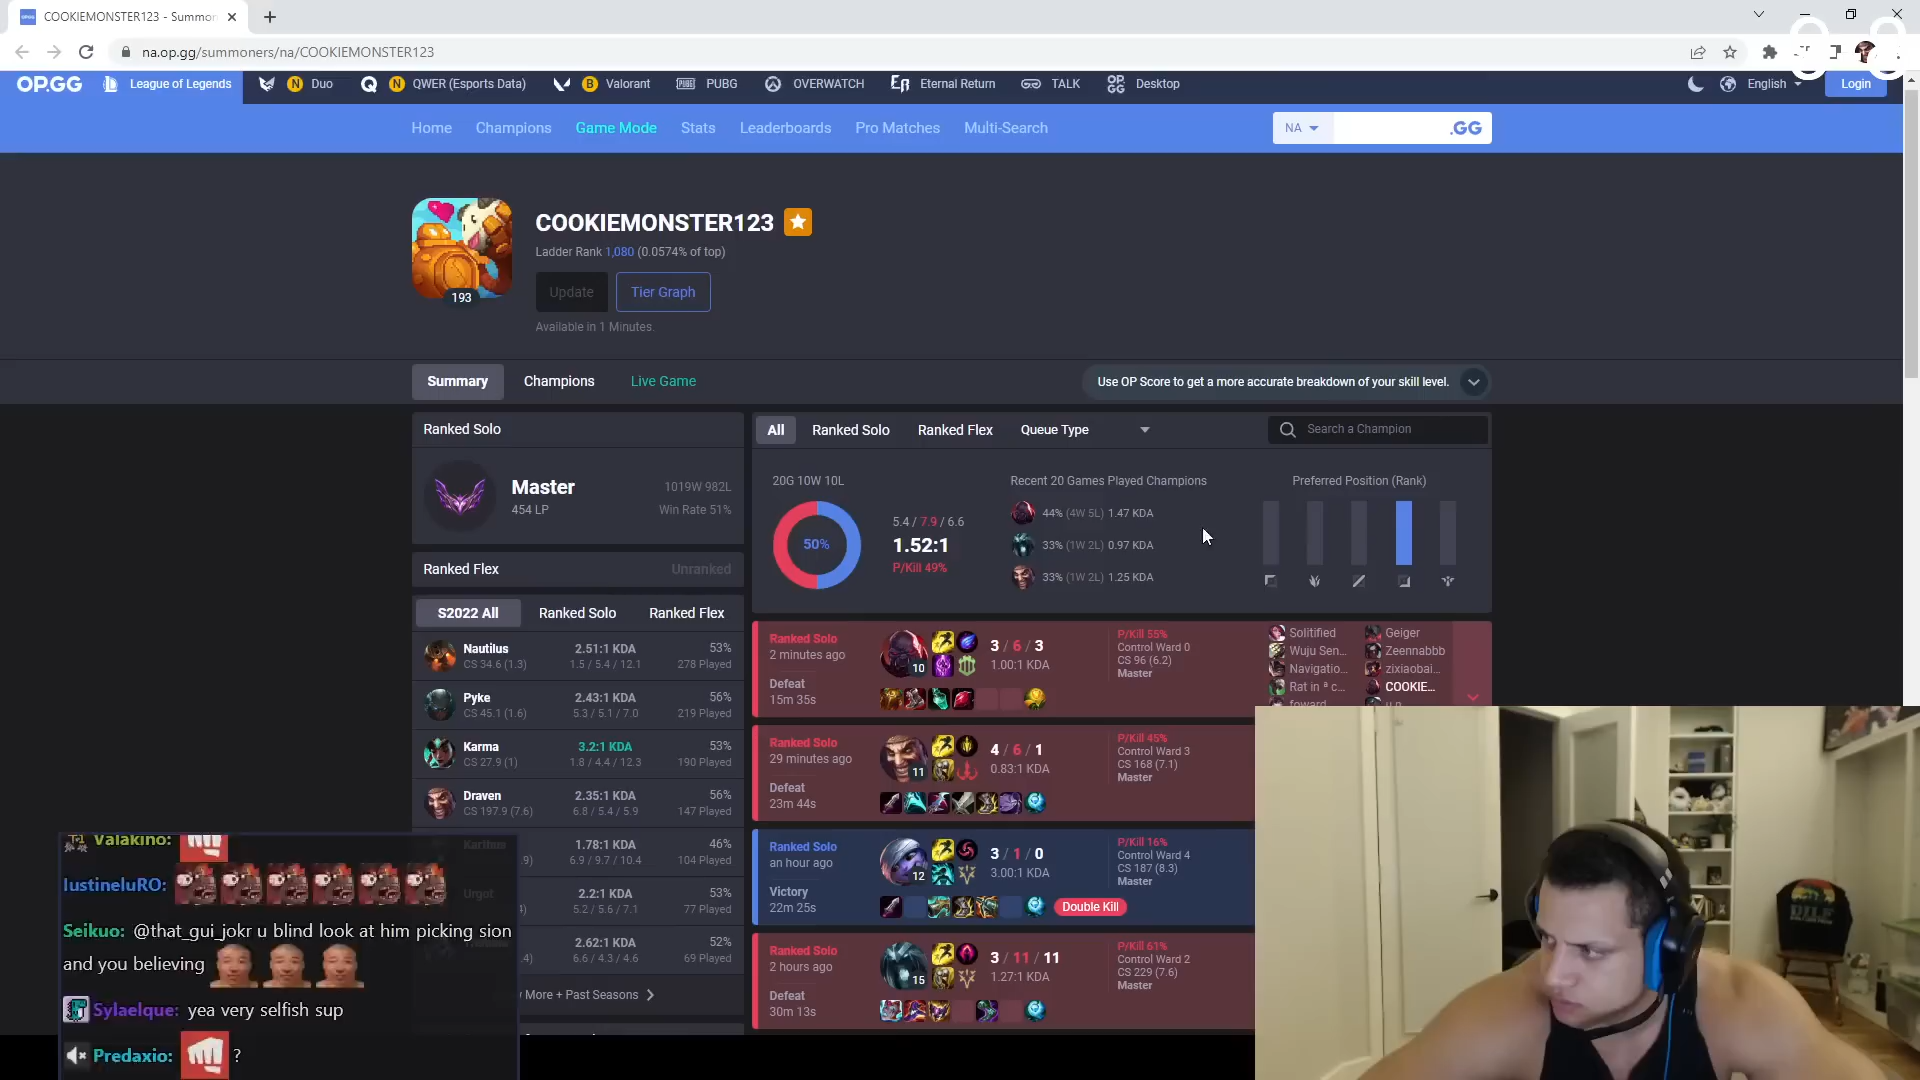 COOKIEMONSTER123 - Summon
na.op.gg/summoners/na/COOKIEMONSTER123
OP.GG League of Legends N Duo N QWER (Esports Data) B Valorant PUBG OVERWATCH Eternal Return TALK Desktop English Login
Home Champions Game Mode Stats Leaderboards Pro Matches Multi-Search NA .GG
COOKIEMONSTER123
Ladder Rank 1,080 (0.0574% of top)
193
Update Tier Graph
Available in 1 Minutes.
Summary Champions Live Game Use OP Score to get a more accurate breakdown of your skill level.
Ranked Solo
Master 1019W 982L
454 LP Win Rate 51%
Ranked Flex Unranked
S2022 All Ranked Solo Ranked Flex
Nautilus 2.51:1 KDA 53%
CS 34.6 (1.3) 1.5 / 5.4 / 12.1 278 Played
Pyke 2.43:1 KDA 56%
CS 45.1 (1.6) 5.3 / 5.1 / 7.0 219 Played
Karma 3.2:1 KDA 53%
CS 27.9 (1) 1.8 / 4.4 / 12.3 190 Played
Draven 2.35:1 KDA 56%
CS 197.9 (7.6) 6.8 / 5.4 / 5.9 147 Played
Karthus 1.78:1 KDA 46%
.9) 6.9 / 9.7 / 10.4 104 Played
Urgot 2.2:1 KDA 53%
4) 5.2 / 5.6 / 7.1 77 Played
2.62:1 KDA 52%
.4) 6.6 / 4.3 / 4.6 69 Played
More + Past Seasons
All Ranked Solo Ranked Flex Queue Type Search a Champion
20G 10W 10L
50%
5.4 / 7.9 / 6.6
1.52:1
P/Kill 49%
Recent 20 Games Played Champions
44% (4W 5L) 1.47 KDA
33% (1W 2L) 0.97 KDA
33% (1W 2L) 1.25 KDA
Preferred Position (Rank)
Ranked Solo
2 minutes ago
Defeat
15m 35s
10
3 / 6 / 3
1.00:1 KDA
P/Kill 55%
Control Ward 0
CS 96 (6.2)
Master
Solitified Geiger
Wuju Sen... Zeennabbb
Navigatio... zixiaobai...
Rat in ª c... COOKIE...
foward
Ranked Solo
29 minutes ago
Defeat
23m 44s
11
4 / 6 / 1
0.83:1 KDA
P/Kill 45%
Control Ward 3
CS 168 (7.1)
Master
Ranked Solo
an hour ago
Victory
22m 25s
12
3 / 1 / 0
3.00:1 KDA
Double Kill
P/Kill 16%
Control Ward 4
CS 187 (8.3)
Master
Ranked Solo
2 hours ago
Defeat
30m 13s
15
3 / 11 / 11
1.27:1 KDA
P/Kill 61%
Control Ward 2
CS 229 (7.6)
Master
Valakino:
IustineluRO:
Seikuo: @that_gui_jokr u blind look at him picking sion
and you believing
Sylaelque: yea very selfish sup
Predaxio: ?